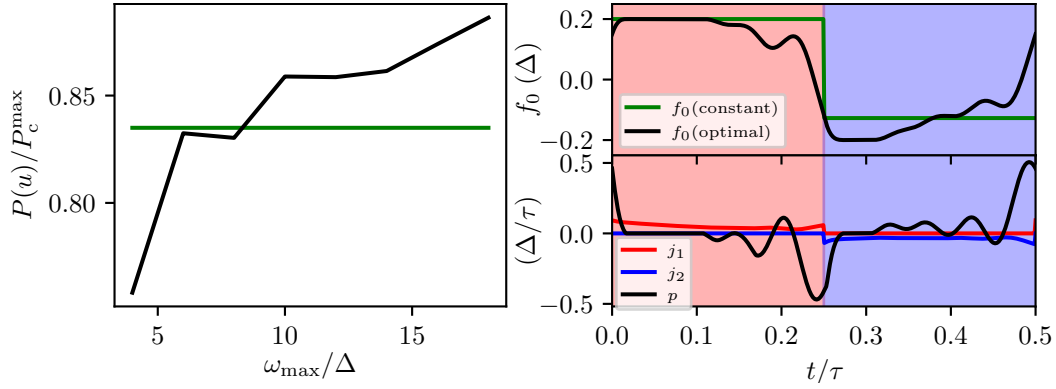 P(u)/P_c^max
0.85
0.80
5
10
15
ω_max/Δ
f_0 (Δ)
0.2
0.0
−0.2
f_0(constant)
f_0(optimal)
(Δ/τ)
0.5
0.0
−0.5
j_1
j_2
p
0.0
0.1
0.2
0.3
0.4
0.5
t/τ